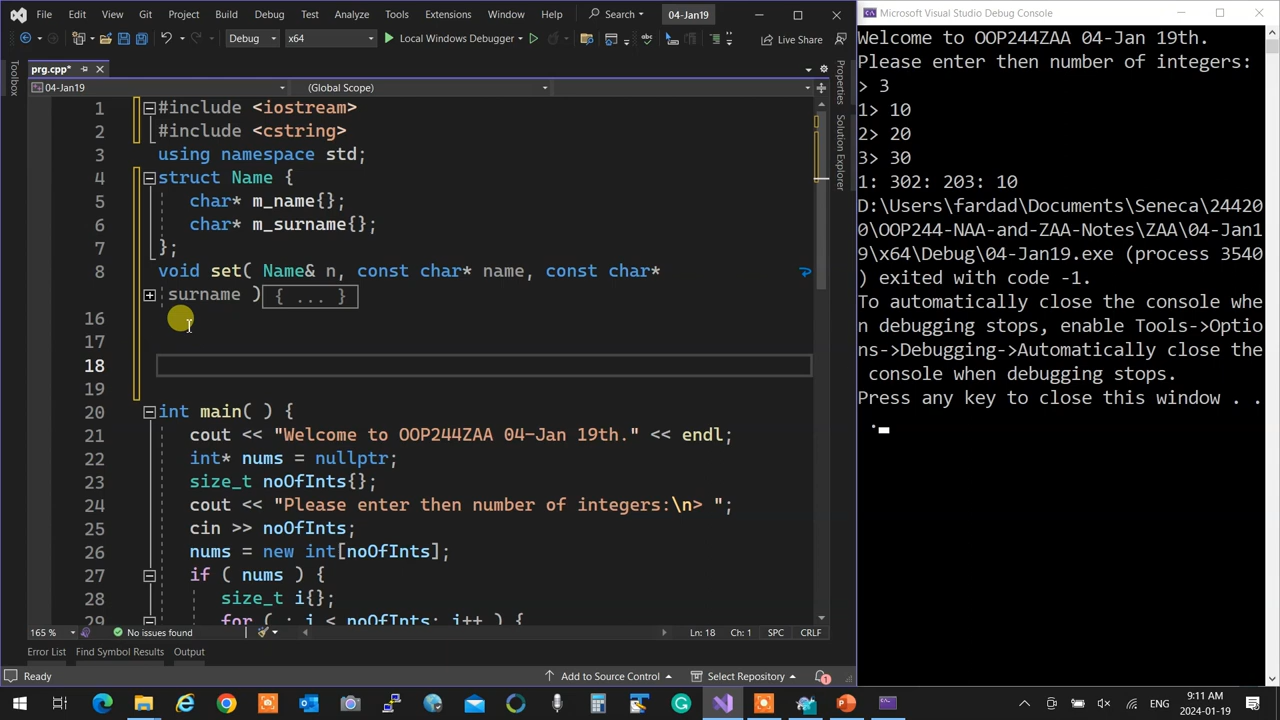 File Edit View Git Project Build Debug Test Analyze Tools Extensions Window Help Search 04-Jan19
Debug x64 Local Windows Debugger Live Share
prg.cpp*
04-Jan19 (Global Scope)
Toolbox
1 #include <iostream>
2 #include <cstring>
3 using namespace std;
4 struct Name {
5 char* m_name{};
6 char* m_surname{};
7 };
8 void set( Name& n, const char* name, const char*
surname ) { ... }
16
17
18
19
20 int main( ) {
21 cout << "Welcome to OOP244ZAA 04-Jan 19th." << endl;
22 int* nums = nullptr;
23 size_t noOfInts{};
24 cout << "Please enter then number of integers:\n> ";
25 cin >> noOfInts;
26 nums = new int[noOfInts];
27 if ( nums ) {
28 size_t i{};
29 for ( ; i < noOfInts; i++ ) {
165 % No issues found Ln: 18 Ch: 1 SPC CRLF
Error List Find Symbol Results Output
Ready Add to Source Control Select Repository 1
Properties
Solution Explorer
Microsoft Visual Studio Debug Console
Welcome to OOP244ZAA 04-Jan 19th.
Please enter then number of integers:
> 3
1> 10
2> 20
3> 30
1: 302: 203: 10
D:\Users\fardad\Documents\Seneca\24420
0\OOP244-NAA-and-ZAA-Notes\ZAA\04-Jan1
9\x64\Debug\04-Jan19.exe (process 3540
) exited with code -1.
To automatically close the console whe
n debugging stops, enable Tools->Optio
ns->Debugging->Automatically close the
console when debugging stops.
Press any key to close this window . .
.
ENG 9:11 AM
2024-01-19